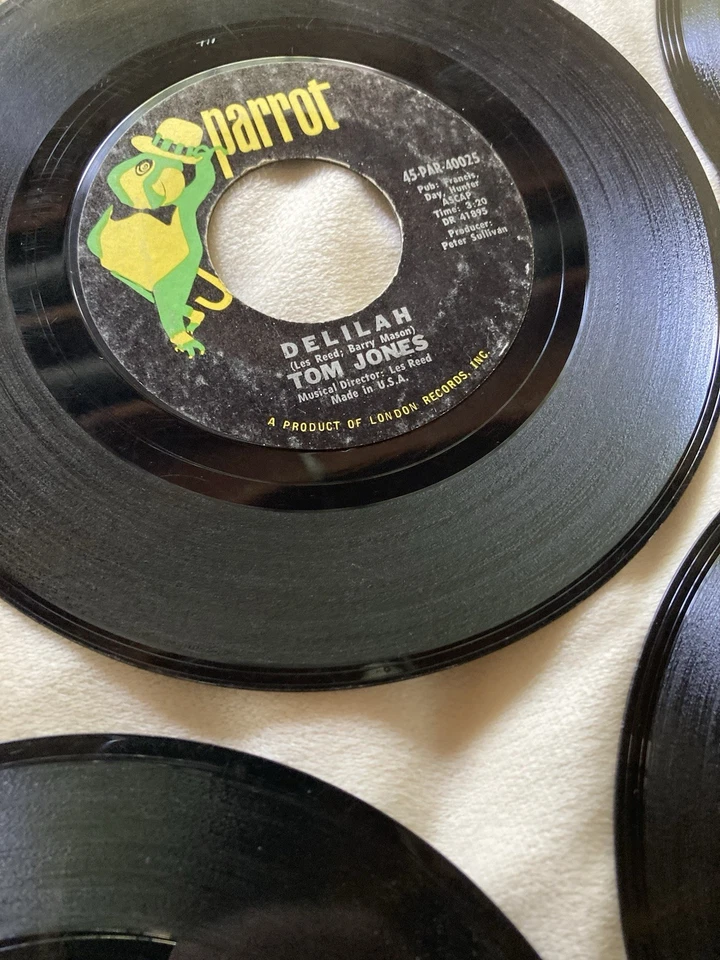 parrot
45-PAR-40025
Pub: Francis,
Day, Hunter
ASCAP
Time: 3:20
DR 41895
Producer:
Peter Sullivan
DELILAH
(Les Reed; Barry Mason)
TOM JONES
Musical Director: Les Reed
Made in U.S.A.
A PRODUCT OF LONDON RECORDS, INC.